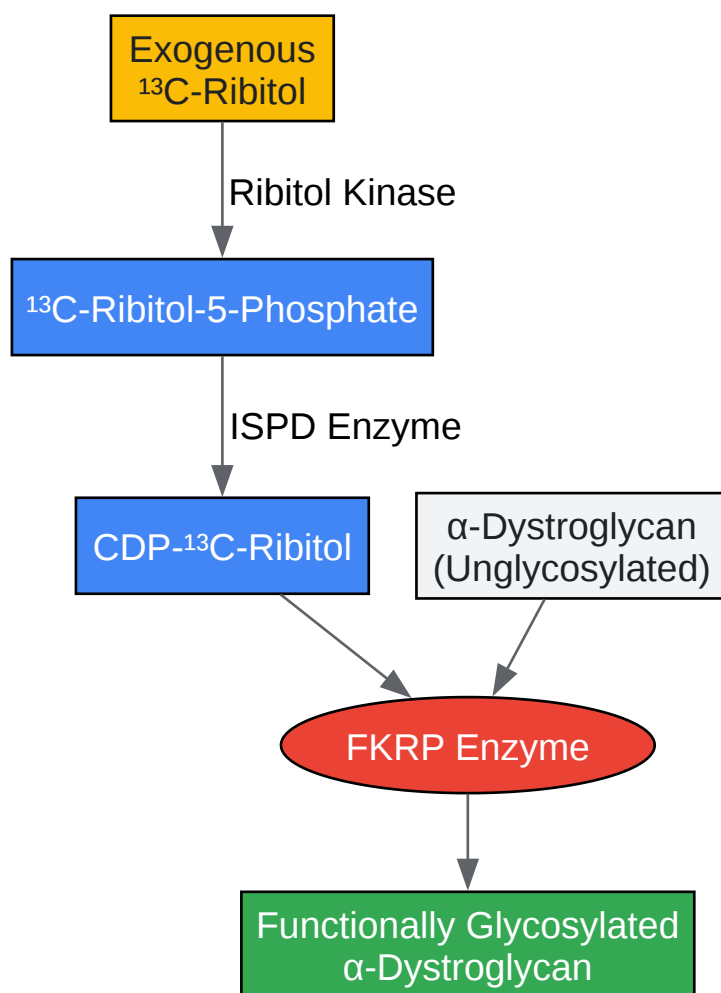 Exogenous
¹³C-Ribitol
Ribitol Kinase
¹³C-Ribitol-5-Phosphate
ISPD Enzyme
CDP-¹³C-Ribitol
α-Dystroglycan
(Unglycosylated)
FKRP Enzyme
Functionally Glycosylated
α-Dystroglycan